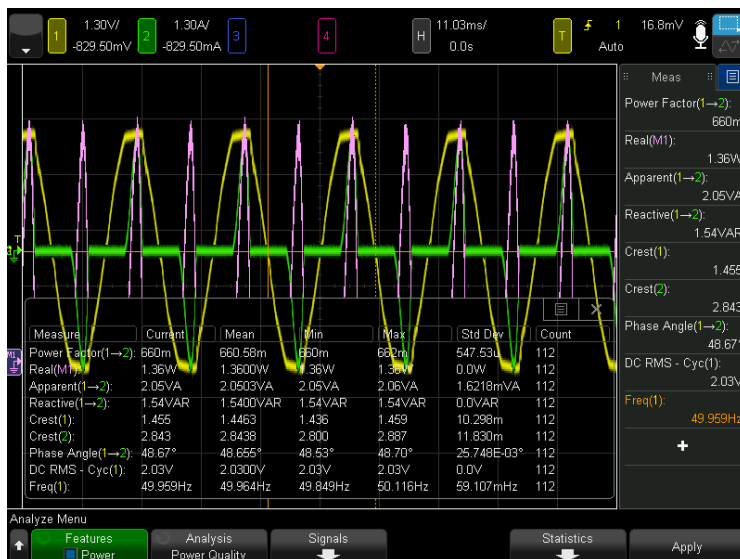 1 1.30V/ -829.50mV 2 1.30A/ -829.50mA 3 4 H 11.03ms/ 0.0s T 1 16.8mV Auto
Meas
Power Factor(1→2):
660m
Real(M1):
1.36W
Apparent(1→2):
2.05VA
Reactive(1→2):
1.54VAR
Crest(1):
1.455
Crest(2):
2.843
Phase Angle(1→2):
48.67°
DC RMS - Cyc(1):
2.03V
Freq(1):
49.959Hz
+
T
M1
Measure Current Mean Min Max Std Dev Count
Power Factor(1→2): 660m 660.58m 660m 662m 547.53u 112
Real(M1): 1.36W 1.3600W 1.36W 1.36W 0.0W 112
Apparent(1→2): 2.05VA 2.0503VA 2.05VA 2.06VA 1.6218mVA 112
Reactive(1→2): 1.54VAR 1.5400VAR 1.54VAR 1.54VAR 0.0VAR 112
Crest(1): 1.455 1.4463 1.436 1.459 10.298m 112
Crest(2): 2.843 2.8438 2.800 2.887 11.830m 112
Phase Angle(1→2): 48.67° 48.655° 48.53° 48.70° 25.748E-03° 112
DC RMS - Cyc(1): 2.03V 2.0300V 2.03V 2.03V 0.0V 112
Freq(1): 49.959Hz 49.964Hz 49.849Hz 50.116Hz 59.107mHz 112
Analyze Menu
Features
Power
Analysis
Power Quality
Signals
Statistics
Apply